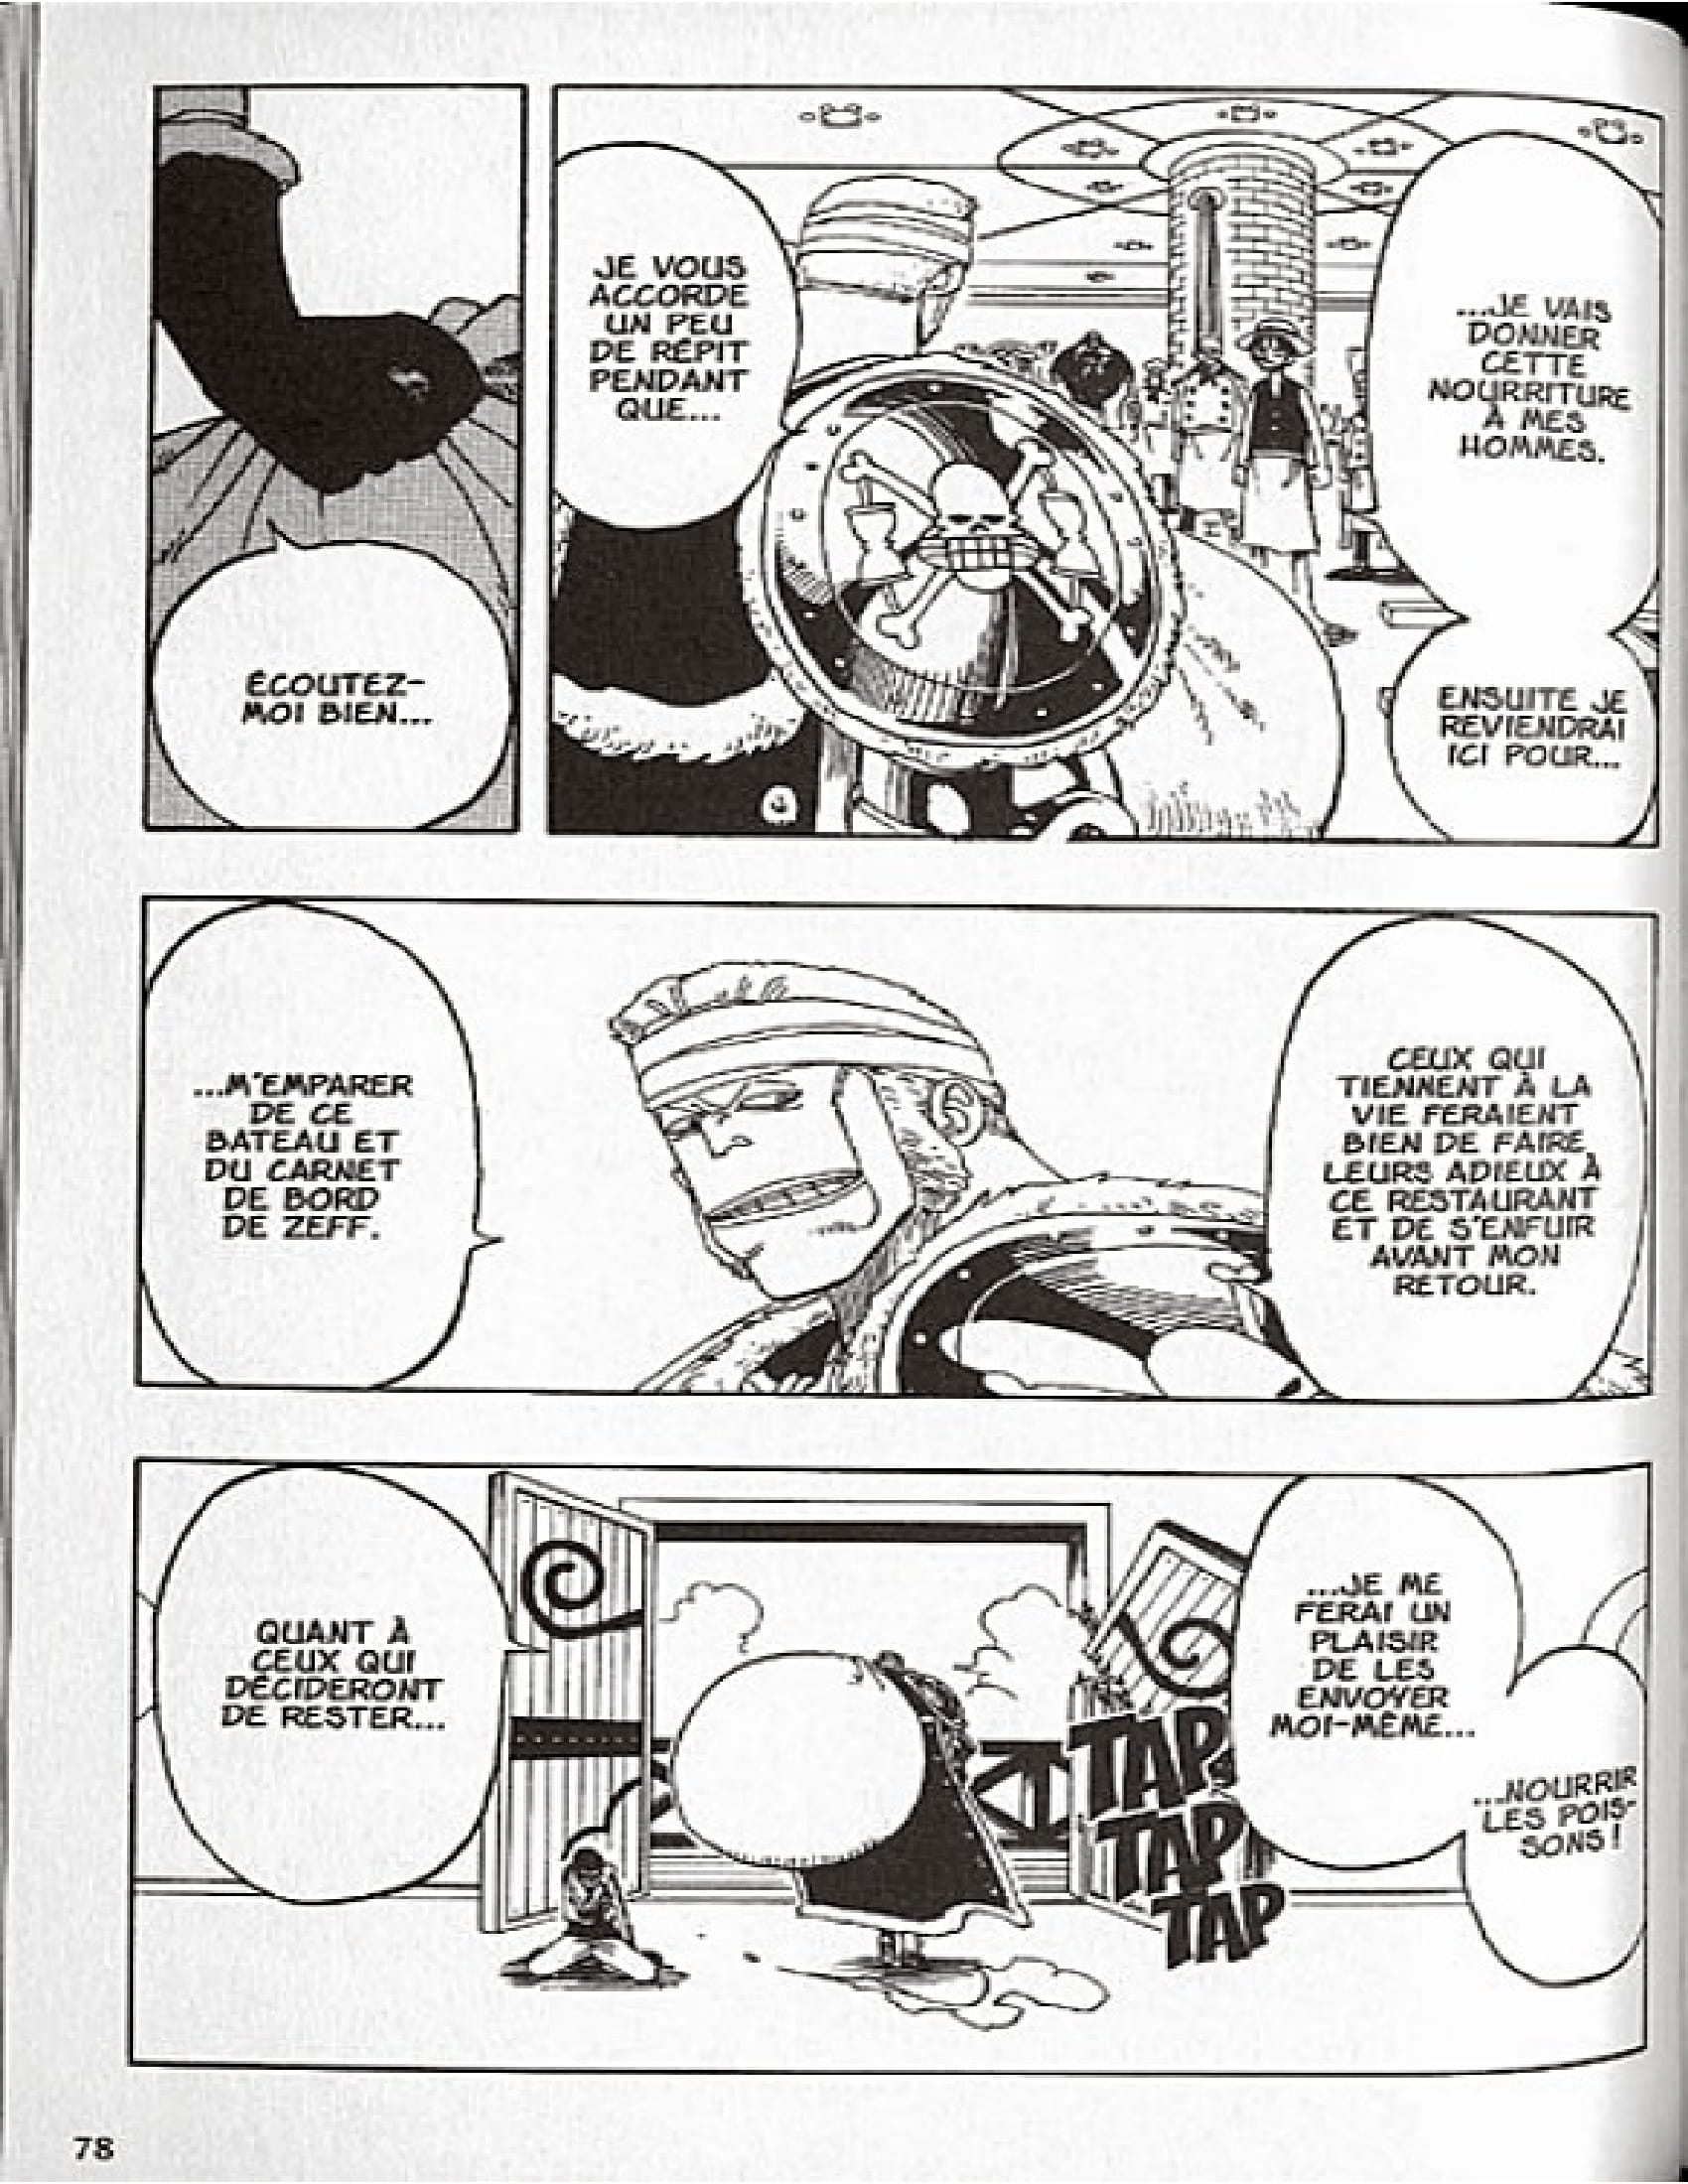 ÉCOUTEZ-
MOI BIEN...
JE VOUS
ACCORDE
UN PEU
DE RÉPIT
PENDANT
QUE...
...JE VAIS
DONNER
CETTE
NOURRITURE
À MES
HOMMES.
ENSUITE JE
REVIENDRAI
ICI POUR...
...M'EMPARER
DE CE
BATEAU ET
DU CARNET
DE BORD
DE ZEFF.
CEUX QUI
TIENNENT À LA
VIE FERAIENT
BIEN DE FAIRE
LEURS ADIEUX À
CE RESTAURANT
ET DE S'ENFUIR
AVANT MON
RETOUR.
QUANT À
CEUX QUI
DÉCIDERONT
DE RESTER...
...JE ME
FERAI UN
PLAISIR
DE LES
ENVOYER
MOI-MÊME...
...NOURRIR
LES POIS-
SONS!
TAP
TAP
TAP
78